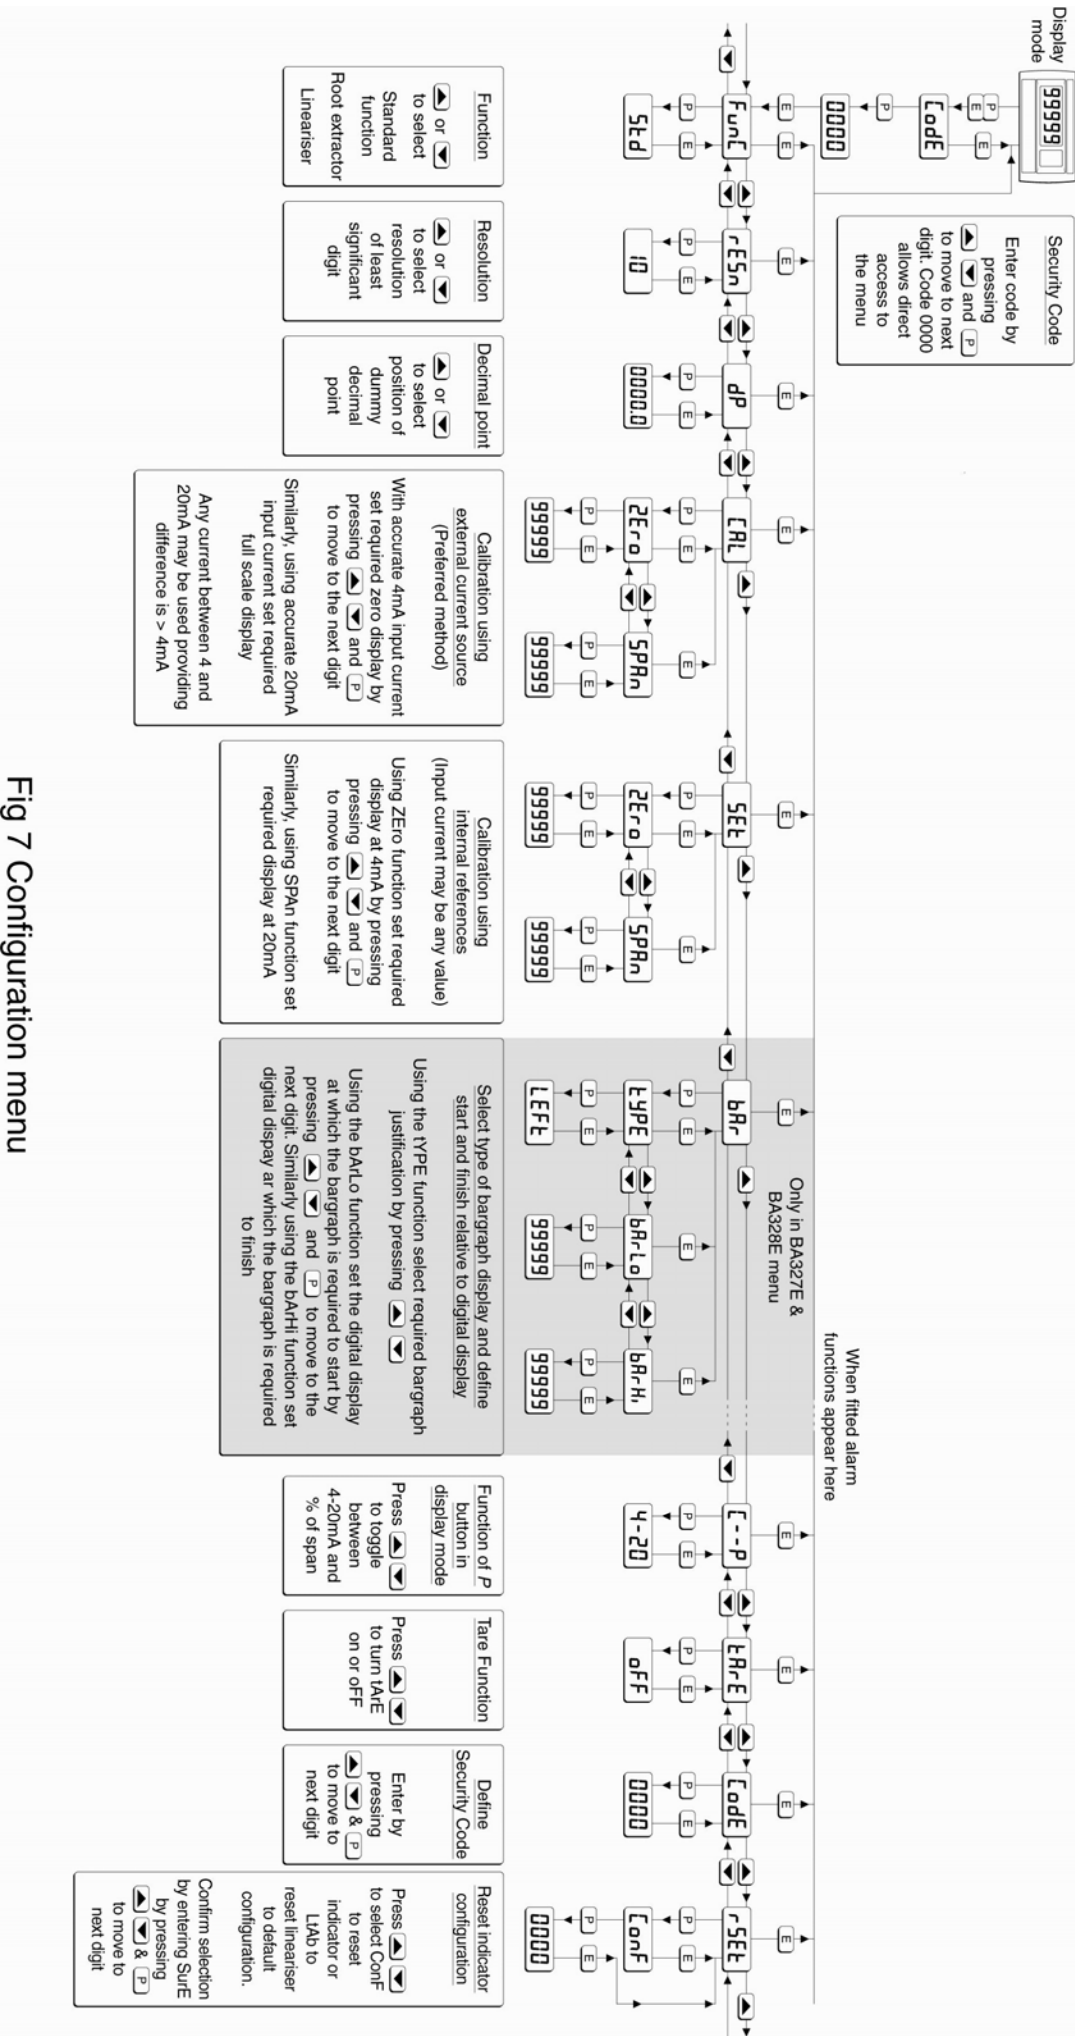 Display
mode
99999
P
E
CodE
E
P
0000
E
E
Security Code
Enter code by
pressing
▲ ▼ and P
to move to next
digit. Code 0000
allows direct
access to
the menu
FunC
P
E
Std
E
rESn
P
E
10
E
dP
P
E
0000.0
E
CAL
P
E
ZEro
P
E
99999
E
SPAn
P
E
99999
E
SEt
P
E
ZEro
P
E
99999
E
SPAn
P
E
99999
Only in BA327E &
BA328E menu
E
bAr
P
E
tYPE
P
E
LEFt
E
bArLo
P
E
99999
E
bArHi
P
E
99999
When fitted alarm
functions appear here
E
C--P
P
E
4-20
E
tArE
P
E
oFF
E
CodE
P
E
0000
E
rSEt
P
E
ConF
P
E
0000
Function
▲ or ▼
to select
Standard
function
Root extractor
Lineariser
Resolution
▲ or ▼
to select
resolution
of least
significant
digit
Decimal point
▲ or ▼
to select
position of
dummy
decimal
point
Calibration using
external current source
(Preferred method)
With accurate 4mA input current
set required zero display by
pressing ▲ ▼ and P
to move to the next digit
Similarly, using accurate 20mA
input current set required
full scale display
Any current between 4 and
20mA may be used providing
difference is > 4mA
Calibration using
internal references
(Input current may be any value)
Using ZEro function set required
display at 4mA by pressing
pressing ▲ ▼ and P
to move to the next digit
Similarly, using SPAn function set
required display at 20mA
Select type of bargraph display and define
start and finish relative to digital display
Using the tYPE function select required bargraph
justification by pressing ▲ ▼
Using the bArLo function set the digital display
at which the bargraph is required to start by
pressing ▲ ▼ and P to move to the
next digit. Similarly using the bArHi function set
digital dispay ar which the bargraph is required
to finish
Function of P
button in
display mode
Press ▲ ▼
to toggle
between
4-20mA and
% of span
Tare Function
Press ▲ ▼
to turn tArE
on or oFF
Define
Security Code
Enter by
pressing
▲ ▼ & P
to move to
next digit
Reset indicator
configuration
Press ▲ ▼
to select ConF
to reset
indicator or
LtAb to
reset lineariser
to default
configuration.
Confirm selection
by entering SurE
by pressing
▲ ▼ & P
to move to
next digit
Fig 7 Configuration menu